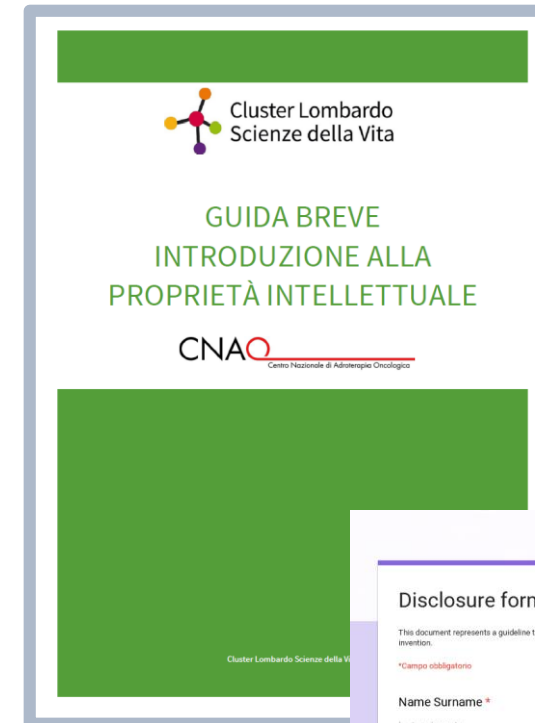 Cluster Lombardo
Scienze della Vita
GUIDA BREVE
INTRODUZIONE ALLA
PROPRIETÀ INTELLETTUALE
CNAO
Centro Nazionale di Adroterapia Oncologica
Cluster Lombardo Scienze della
Disclosure
This document represents a guideline
invention.
*Campo obbligatorio
Name Surname *